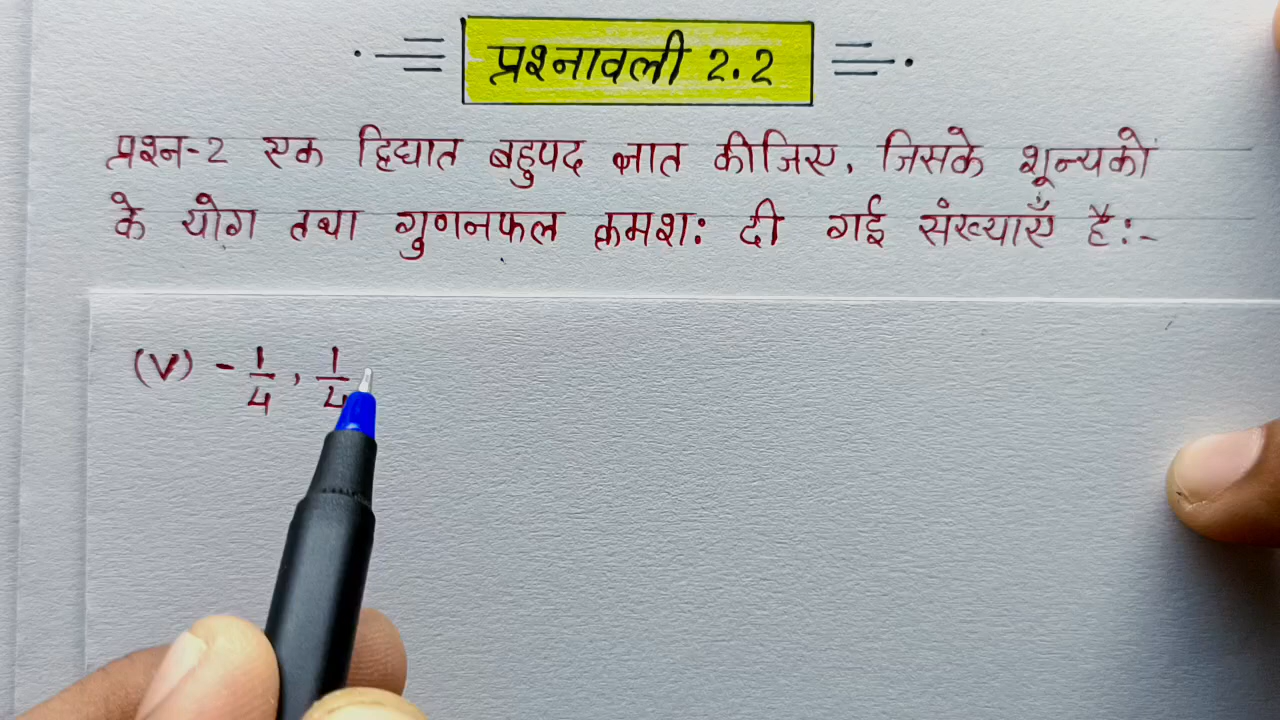 प्रश्नावली 2.2
प्रश्न-2 एक द्विघात बहुपद ज्ञात कीजिए, जिसके शून्यको
के योग तथा गुणनफल क्रमशः दी गई संख्याएँ है:-
(V) - 1/4, 1/4